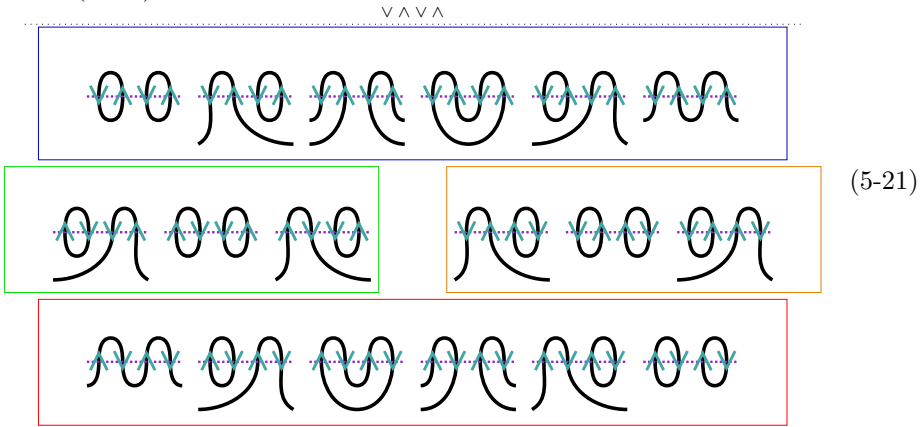 ∨ ∧ ∨ ∧
(5-21)